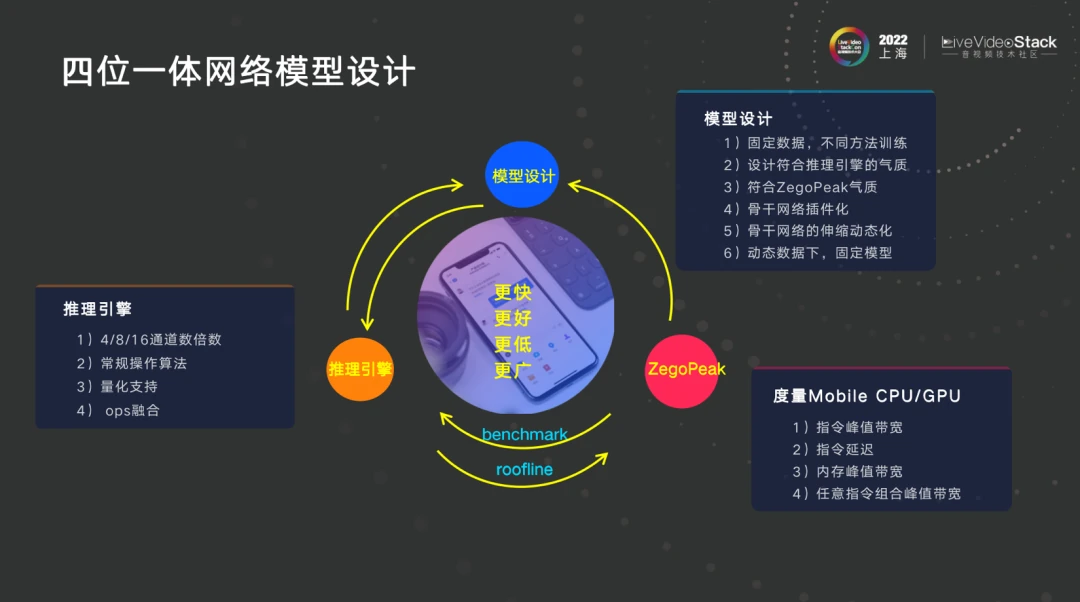 四位一体网络模型设计
2022
上海
LiveVideoStack
音视频技术社区
模型设计
1）固定数据，不同方法训练
2）设计符合推理引擎的气质
3）符合ZegoPeak气质
4）骨干网络插件化
5）骨干网络的伸缩动态化
6）动态数据下，固定模型
模型设计
更快
更好
更低
更广
推理引擎
1）4/8/16通道数倍数
2）常规操作算法
3）量化支持
4） ops融合
推理引擎
ZegoPeak
benchmark
roofline
度量Mobile CPU/GPU
1）指令峰值带宽
2）指令延迟
3）内存峰值带宽
4）任意指令组合峰值带宽